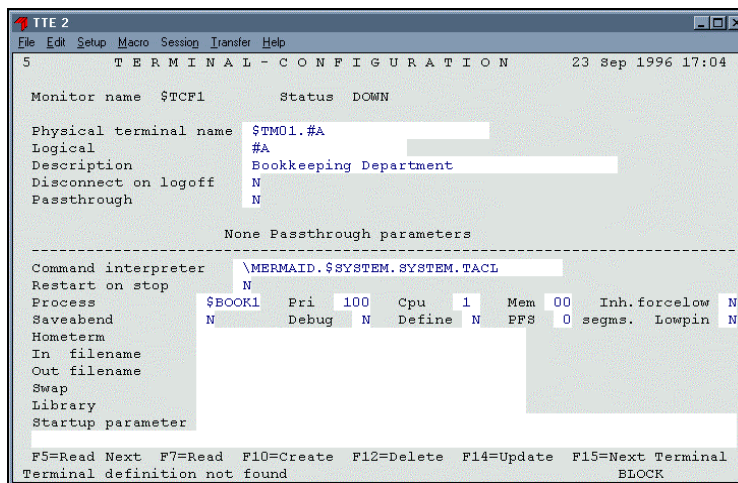 TTE 2
File Edit Setup Macro Session Transfer Help
5 T E R M I N A L - C O N F I G U R A T I O N 23 Sep 1996 17:04
Monitor name $TCF1 Status DOWN
Physical terminal name $TM01.#A
Logical #A
Description Bookkeeping Department
Disconnect on logoff N
Passthrough N
None Passthrough parameters
Command interpreter \MERMAID.$SYSTEM.SYSTEM.TACL
Restart on stop N
Process $BOOK1 Pri 100 Cpu 1 Mem 00 Inh.forcelow N
Saveabend N Debug N Define N PFS 0 segms. Lowpin N
Hometerm
In filename
Out filename
Swap
Library
Startup parameter
F5=Read Next F7=Read F10=Create F12=Delete F14=Update F15=Next Terminal
Terminal definition not found BLOCK